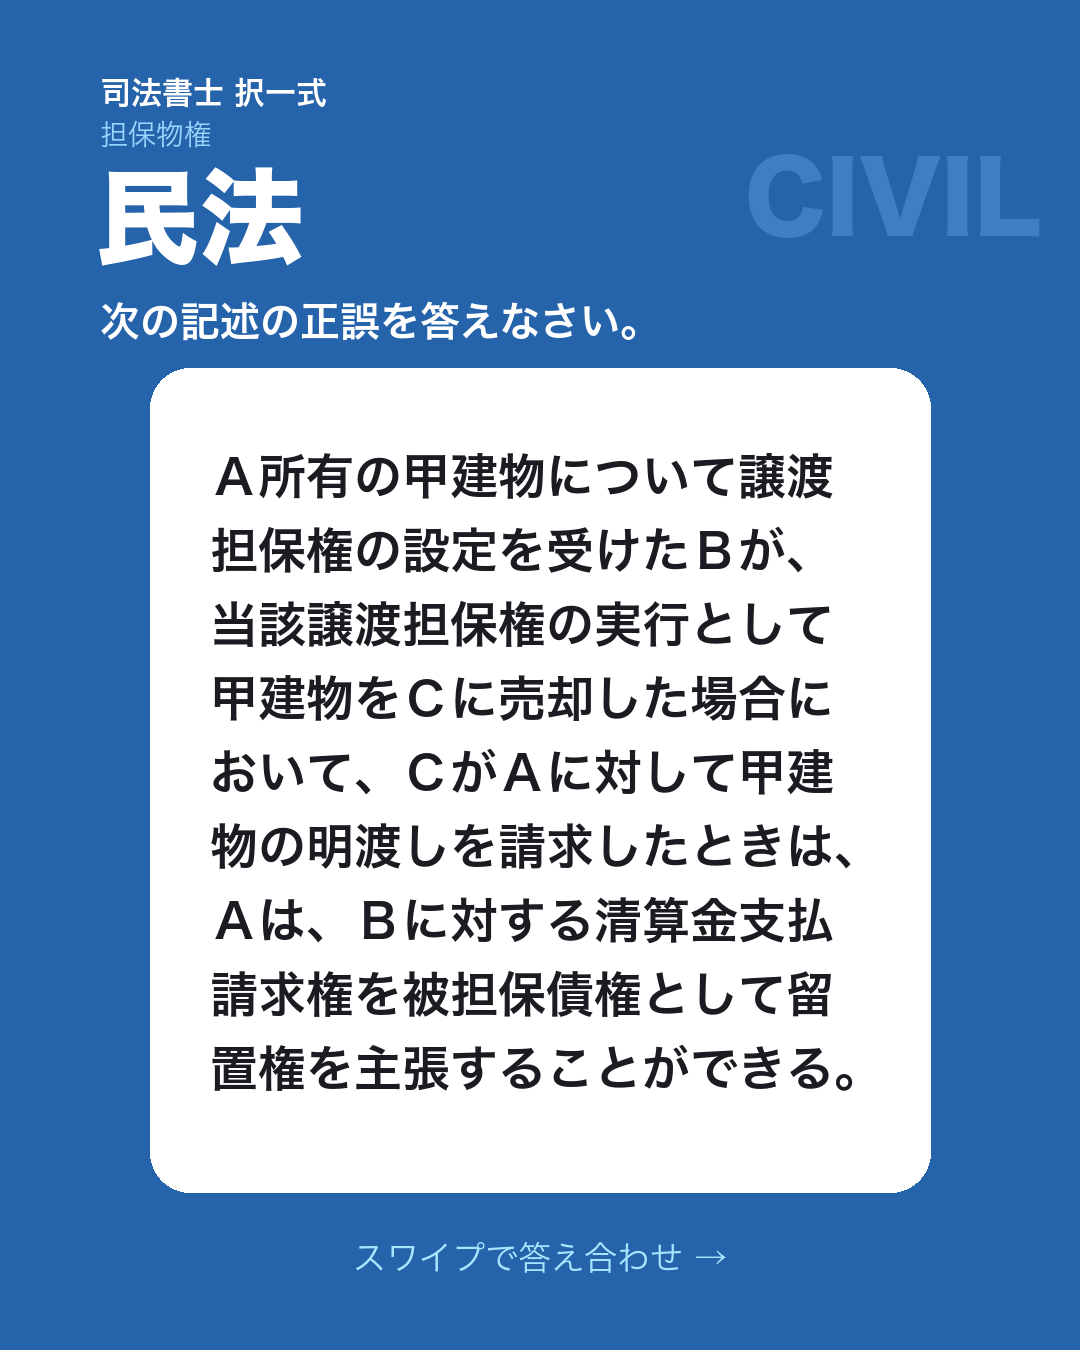 司法書士 択一式
担保物権
民法
CIVIL
次の記述の正誤を答えなさい。
Ａ所有の甲建物について譲渡
担保権の設定を受けたＢが、
当該譲渡担保権の実行として
甲建物をＣに売却した場合に
おいて、ＣがＡに対して甲建
物の明渡しを請求したときは、
Ａは、Ｂに対する清算金支払
請求権を被担保債権として留
置権を主張することができる。
スワイプで答え合わせ →